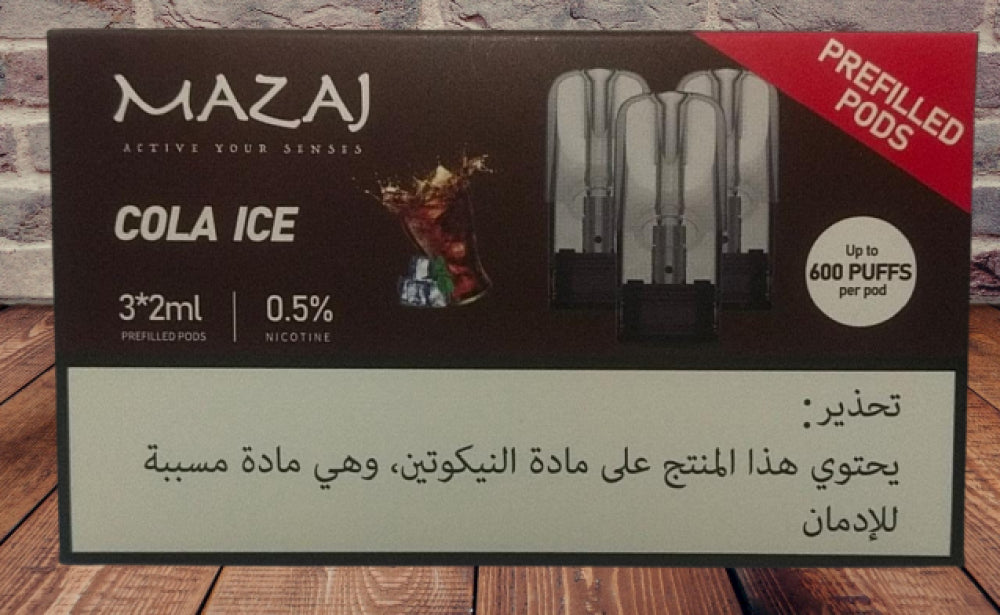 MAZAJ
ACTIVE YOUR SENSES
COLA ICE
3*2ml
PREFILLED PODS
0.5%
NICOTINE
PREFILLED
PODS
Up to
600 PUFFS
per pod
تحذير:
يحتوي هذا المنتج على مادة النيكوتين، وهي مادة مسببة
للإدمان